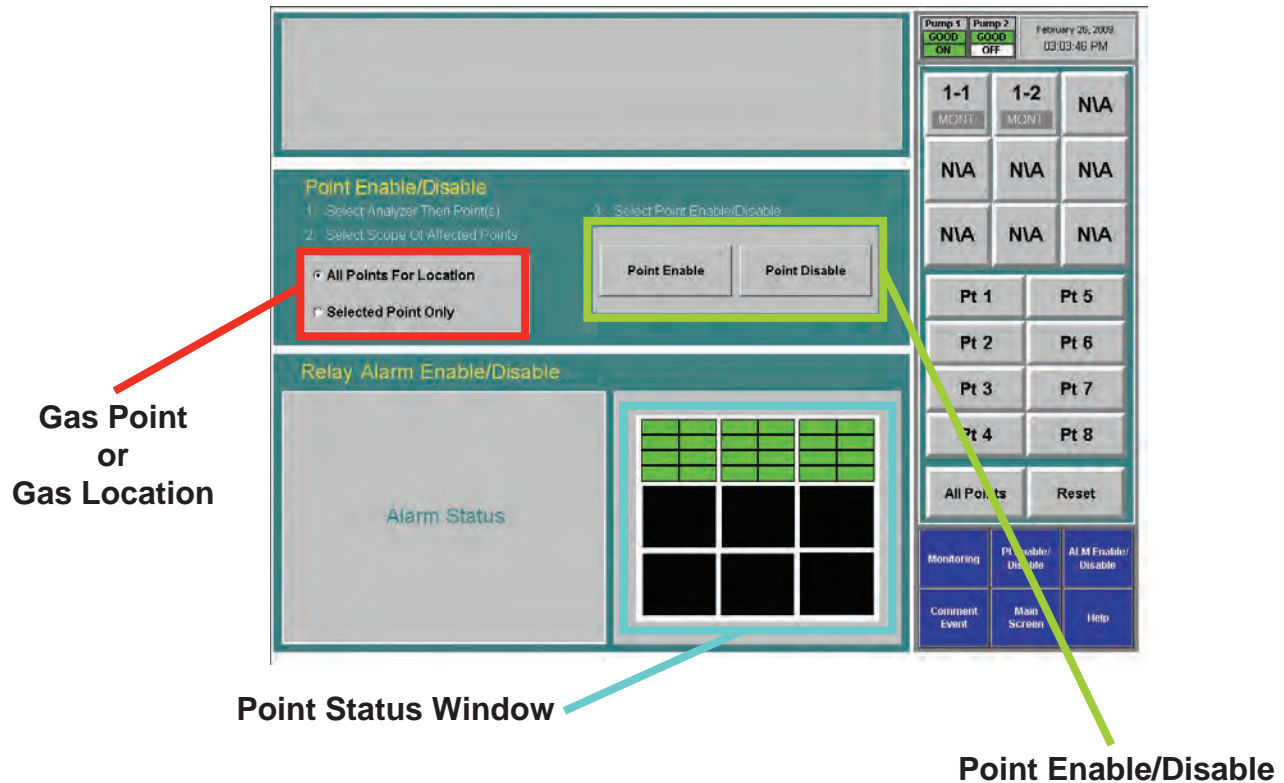 Pump 1 Pump 2
GOOD GOOD
ON OFF
February 26, 2009
03:03:46 PM
1-1 1-2 N\A
MONT MONT
N\A N\A N\A
N\A N\A N\A
Point Enable/Disable
1. Select Analyzer Then Point(s)
2. Select Scope Of Affected Points
3. Select Point Enable/Disable
All Points For Location
Selected Point Only
Point Enable Point Disable
Pt 1 Pt 5
Pt 2 Pt 6
Pt 3 Pt 7
Pt 4 Pt 8
All Points Reset
Relay Alarm Enable/Disable
Alarm Status
Monitoring
Pt Enable/
Disable
ALM Enable/
Disable
Comment
Event
Main
Screen
Help
Gas Point
or
Gas Location
Point Status Window
Point Enable/Disable